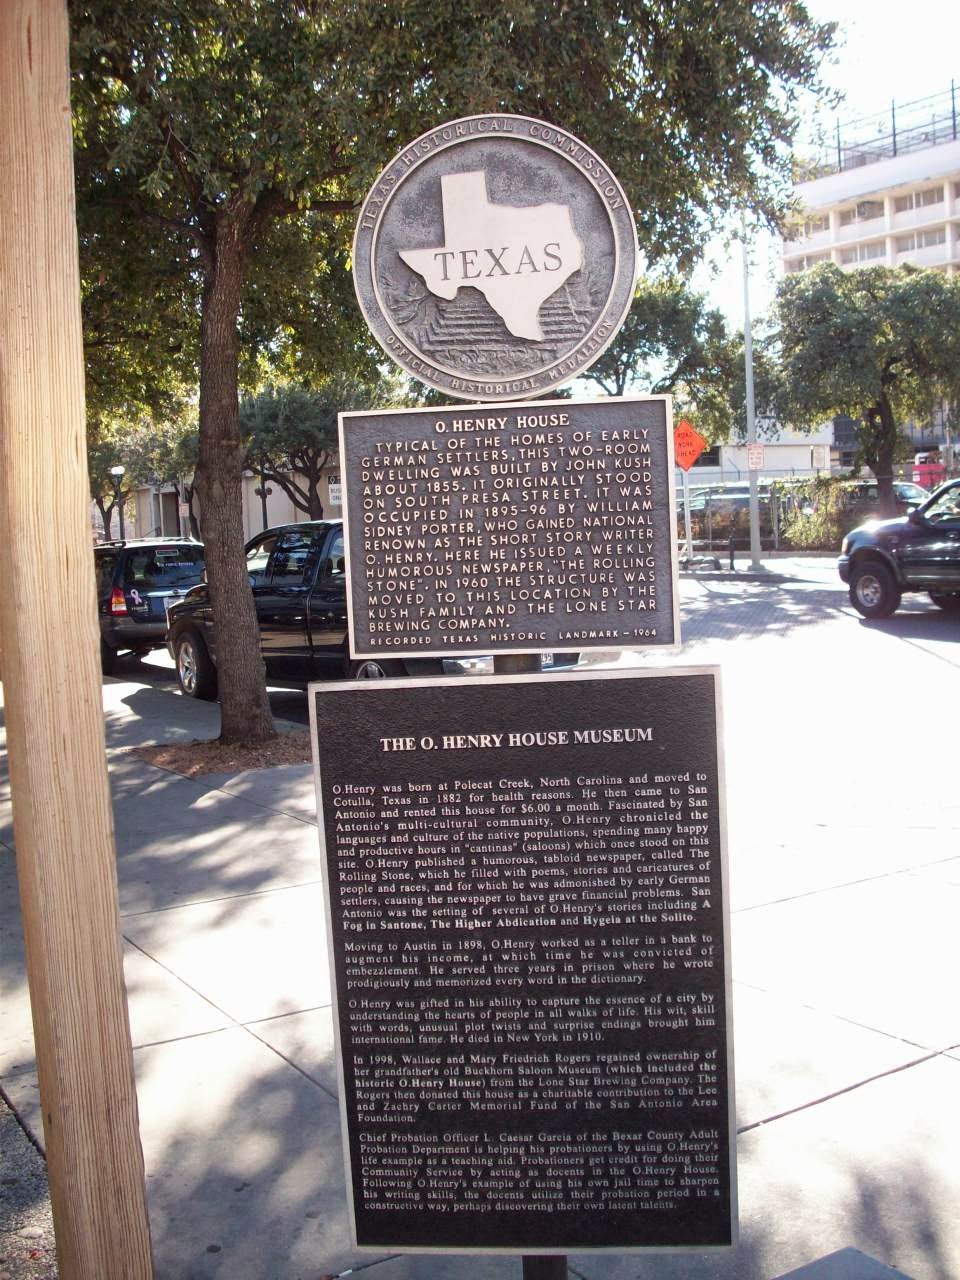 TEXAS HISTORICAL COMMISSION
TEXAS
OFFICIAL HISTORICAL MEDALLION
O. HENRY HOUSE
TYPICAL OF THE HOMES OF EARLY
GERMAN SETTLERS, THIS TWO-ROOM
DWELLING WAS BUILT BY JOHN KUSH
ABOUT 1855. IT ORIGINALLY STOOD
ON SOUTH PRESA STREET. IT WAS
OCCUPIED IN 1895-96 BY WILLIAM
SIDNEY PORTER, WHO GAINED NATIONAL
RENOWN AS THE SHORT STORY WRITER
O. HENRY. HERE HE ISSUED A WEEKLY
HUMOROUS NEWSPAPER, "THE ROLLING
STONE". IN 1960 THE STRUCTURE WAS
MOVED TO THIS LOCATION BY THE
KUSH FAMILY AND THE LONE STAR
BREWING COMPANY.
RECORDED TEXAS HISTORIC LANDMARK - 1964
ROAD
WORK
AHEAD
THE O. HENRY HOUSE MUSEUM
O.Henry was born at Polecat Creek, North Carolina and moved to
Cotulla, Texas in 1882 for health reasons. He then came to San
Antonio and rented this house for $6.00 a month. Fascinated by San
Antonio's multi-cultural community, O.Henry chronicled the
languages and culture of the native populations, spending many happy
and productive hours in "cantinas" (saloons) which once stood on this
site. O.Henry published a humorous, tabloid newspaper, called The
Rolling Stone, which he filled with poems, stories and caricatures of
people and races, and for which he was admonished by early German
settlers, causing the newspaper to have grave financial problems. San
Antonio was the setting of several of O.Henry's stories including A
Fog in Santone, The Higher Abdication and Hygeia at the Solito.
Moving to Austin in 1898, O.Henry worked as a teller in a bank to
augment his income, at which time he was convicted of
embezzlement. He served three years in prison where he wrote
prodigiously and memorized every word in the dictionary.
O.Henry was gifted in his ability to capture the essence of a city by
understanding the hearts of people in all walks of life. His wit, skill
with words, unusual plot twists and surprise endings brought him
international fame. He died in New York in 1910.
In 1998, Wallace and Mary Friedrich Rogers regained ownership of
her grandfather's old Buckhorn Saloon Museum (which included the
historic O.Henry House) from the Lone Star Brewing Company. The
Rogers then donated this house as a charitable contribution to the Lee
and Zachry Carter Memorial Fund of the San Antonio Area
Foundation.
Chief Probation Officer L. Caesar Garcia of the Bexar County Adult
Probation Department is helping his probationers by using O.Henry's
life example as a teaching aid. Probationers get credit for doing their
Community Service by acting as docents in the O.Henry House.
Following O.Henry's example of using his own jail time to sharpen
his writing skills, the docents utilize their probation period in a
constructive way, perhaps discovering their own latent talents.